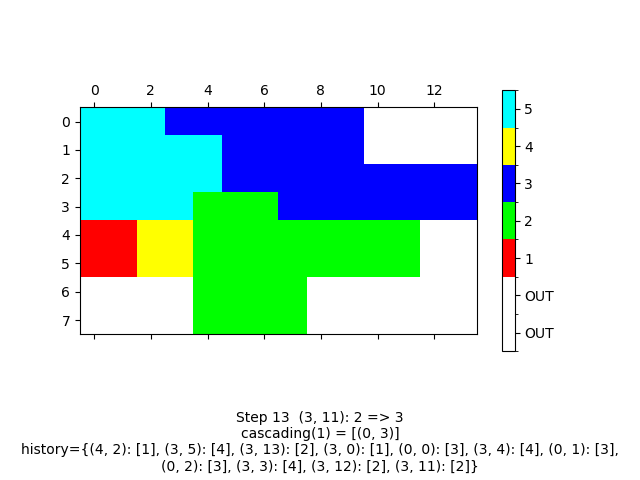 0 2 4 6 8 10 12
0
1
2
3
4
5
6
7
5
4
3
2
1
OUT
OUT
Step 13  (3, 11): 2 => 3
cascading(1) = [(0, 3)]
history={(4, 2): [1], (3, 5): [4], (3, 13): [2], (3, 0): [1], (0, 0): [3], (3, 4): [4], (0, 1): [3],
(0, 2): [3], (3, 3): [4], (3, 12): [2], (3, 11): [2]}